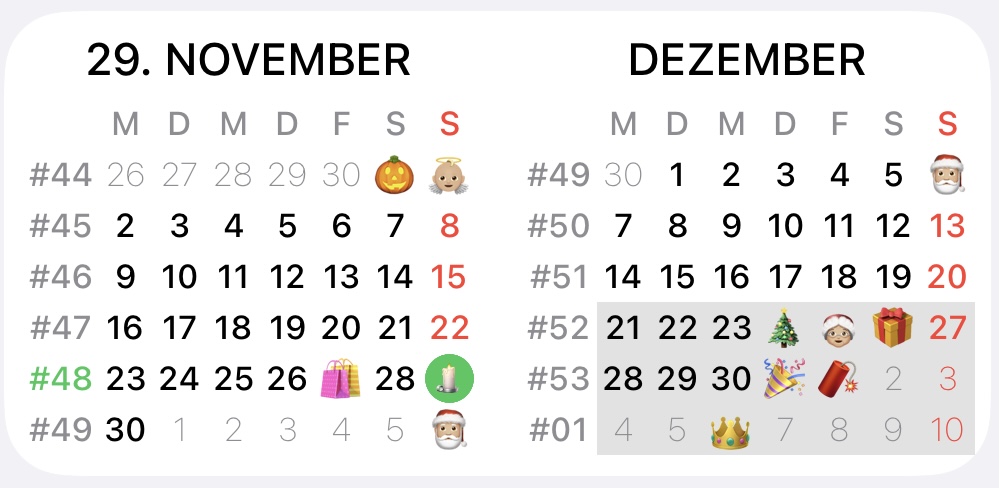 29. NOVEMBER
M D M D F S S
#44 26 27 28 29 30 🎃 👼🏼
#45 2 3 4 5 6 7 8
#46 9 10 11 12 13 14 15
#47 16 17 18 19 20 21 22
#48 23 24 25 26 🛍️ 28 🕯️
#49 30 1 2 3 4 5 🎅🏼
DEZEMBER
M D M D F S S
#49 30 1 2 3 4 5 🎅🏼
#50 7 8 9 10 11 12 13
#51 14 15 16 17 18 19 20
#52 21 22 23 🎄 🤶🏼 🎁 27
#53 28 29 30 🎉 🧨 2 3
#01 4 5 👑 7 8 9 10